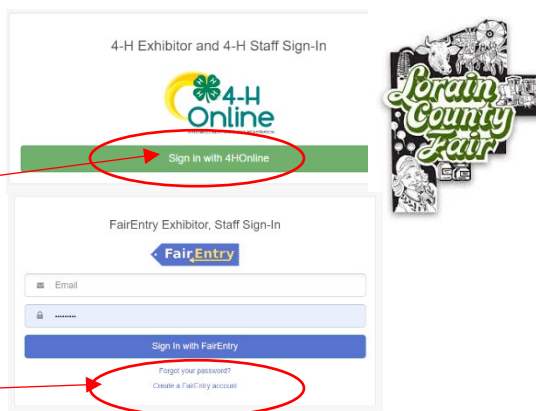 4-H Exhibitor and 4-H Staff Sign-In
4-H
Online
Sign in with 4HOnline
Lorain
County
Fair
FairEntry Exhibitor, Staff Sign-In
FairEntry
Email
········
Sign In with FairEntry
Forgot your password?
Create a FairEntry account